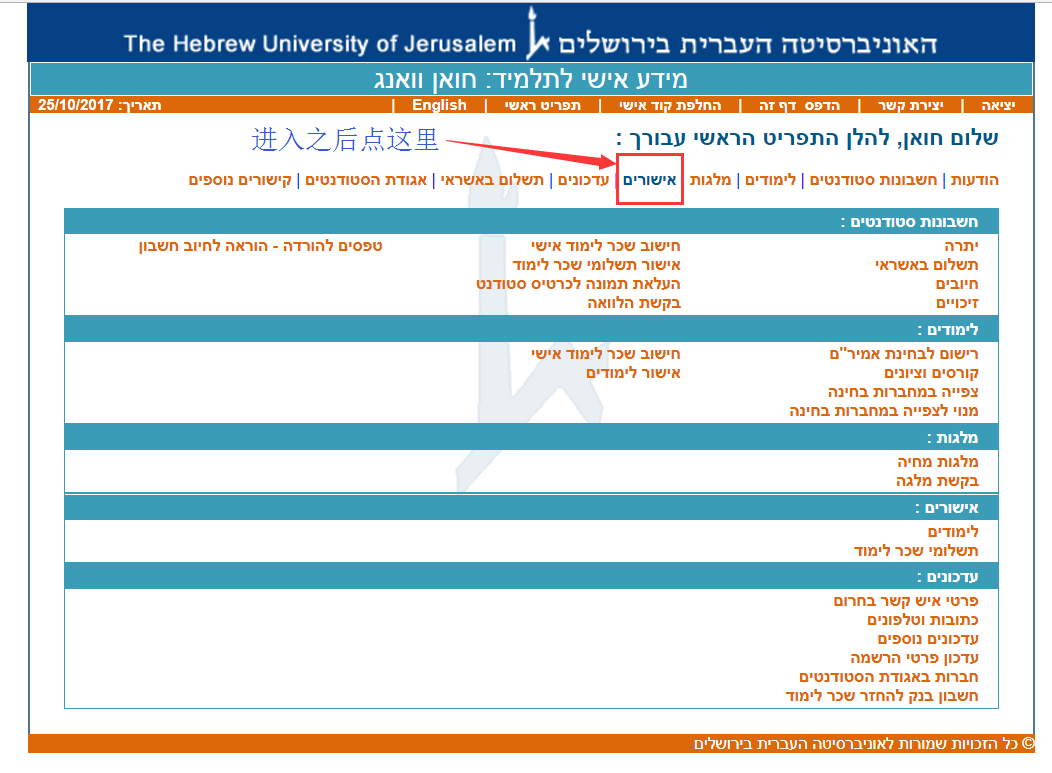 The Hebrew University of Jerusalem האוניברסיטה העברית בירושלים
מידע אישי לתלמיד: חואן וואנג
יציאה | יצירת קשר | הדפס דף זה | החלפת קוד אישי | תפריט ראשי | English | תאריך: 25/10/2017
שלום חואן, להלן התפריט הראשי עבורך :
进入之后点这里
הודעות | חשבונות סטודנטים | לימודים | מלגות | אישורים | עדכונים | תשלום באשראי | אגודת הסטודנטים | קישורים נוספים
חשבונות סטודנטים :
יתרה חישוב שכר לימוד אישי טפסים להורדה - הוראה לחיוב חשבון
תשלום באשראי אישור תשלומי שכר לימוד
חיובים העלאת תמונה לכרטיס סטודנט
זיכויים בקשת הלוואה
לימודים :
רישום לבחינת אמיר"ם חישוב שכר לימוד אישי
קורסים וציונים אישור לימודים
צפייה במחברות בחינה
מנוי לצפייה במחברות בחינה
מלגות :
מלגות מחיה
בקשת מלגה
אישורים :
לימודים
תשלומי שכר לימוד
עדכונים :
פרטי איש קשר בחרום
כתובות וטלפונים
עדכונים נוספים
עדכון פרטי הרשמה
חברות באגודת הסטודנטים
חשבון בנק להחזר שכר לימוד
© כל הזכויות שמורות לאוניברסיטה העברית בירושלים